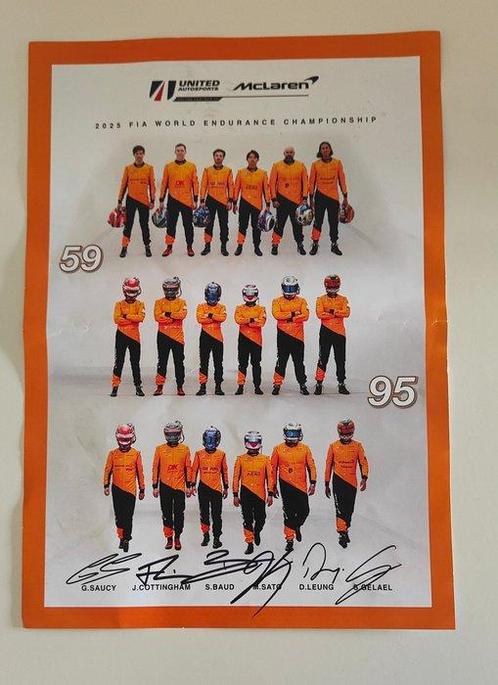 UNITED
AUTOSPORTS
McLaren
2025 FIA WORLD ENDURANCE CHAMPIONSHIP
59
95
G.SAUCY J.COTTINGHAM S.BAUD M.SATO D.LEUNG S.GELAEL